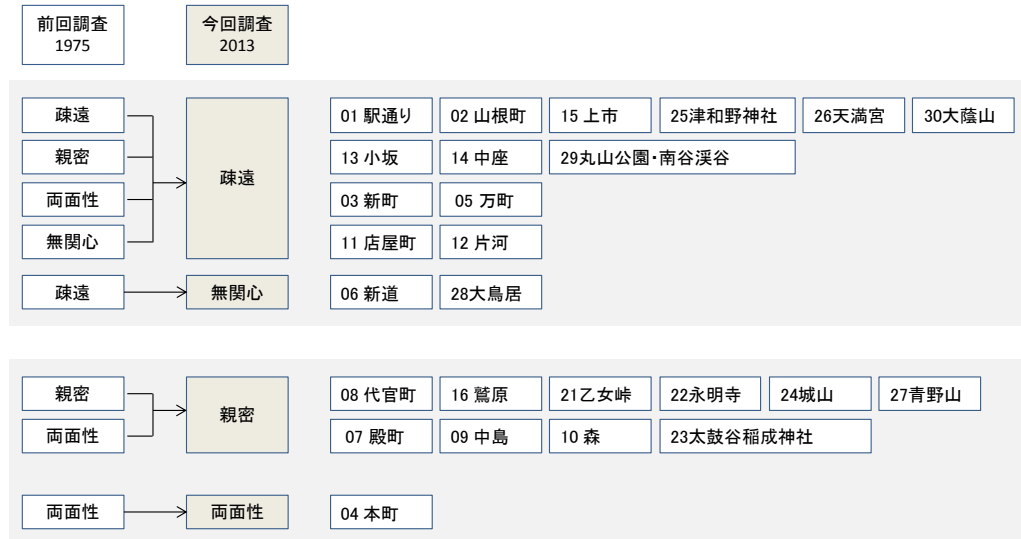 前回調査 今回調査
1975 2013
疎遠 01 駅通り 02 山根町 15 上市 25津和野神社 26天満宮 30大蔭山
親密 13 小坂 14 中座 29丸山公園・南谷渓谷
疎遠
両面性 03 新町 05 万町
無関心 11 店屋町 12 片河
疎遠 無関心 06 新道 28大鳥居
親密 08 代官町 16 鷲原 21乙女峠 22永明寺 24城山 27青野山
親密
両面性 07 殿町 09 中島 10 森 23太鼓谷稲成神社
両面性 両面性 04 本町